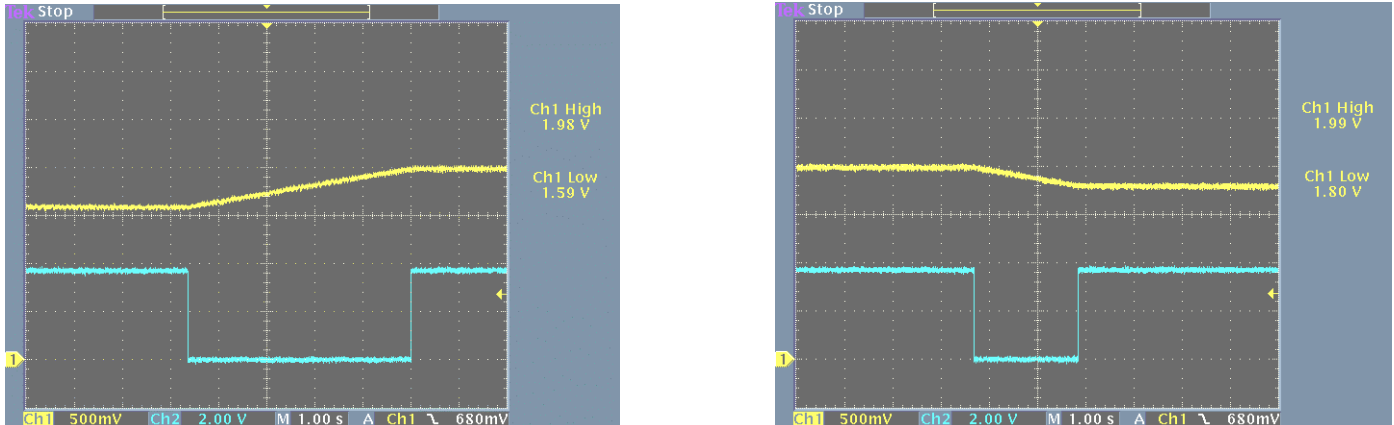 Tek Stop
Ch1 High
1.98 V
Ch1 Low
1.59 V
1
Ch1 500mV Ch2 2.00 V M 1.00 s A Ch1 680mV
Tek Stop
Ch1 High
1.99 V
Ch1 Low
1.80 V
1
Ch1 500mV Ch2 2.00 V M 1.00 s A Ch1 680mV